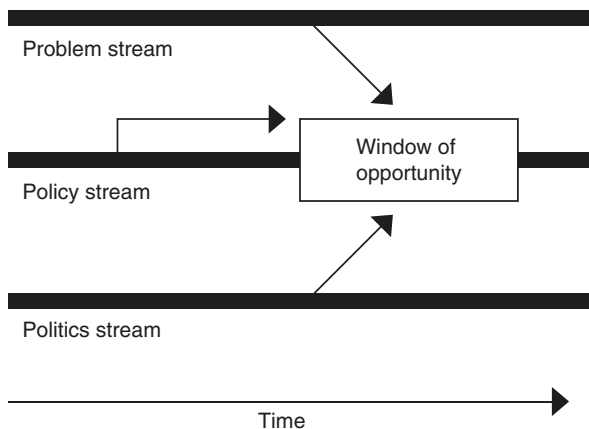 Problem stream
Window of
opportunity
Policy stream
Politics stream
Time